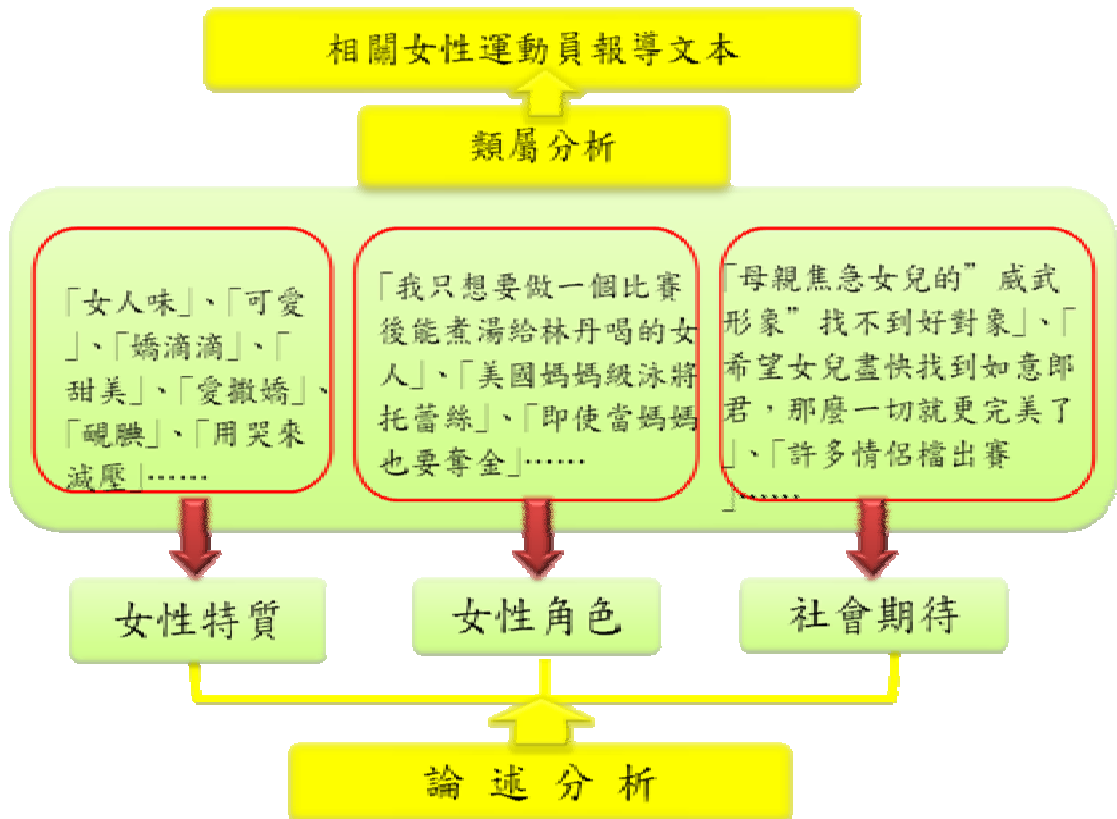 相關女性運動員報導文本
類屬分析
「女人味」、「可愛
」、「嬌滴滴」、「
甜美」、「愛撒嬌」、
「靦腆」、「用哭來
減壓」……
「我只想要做一個比賽
後能煮湯給林丹喝的女
人」、「美國媽媽級泳將
托蕾絲」、「即使當媽媽
也要奪金」……
「母親焦急女兒的”威武
形象”找不到好對象」、「
希望女兒盡快找到如意郎
君，那麼一切就更完美了
」、「許多情侶檔出賽
」……
女性特質
女性角色
社會期待
論述分析